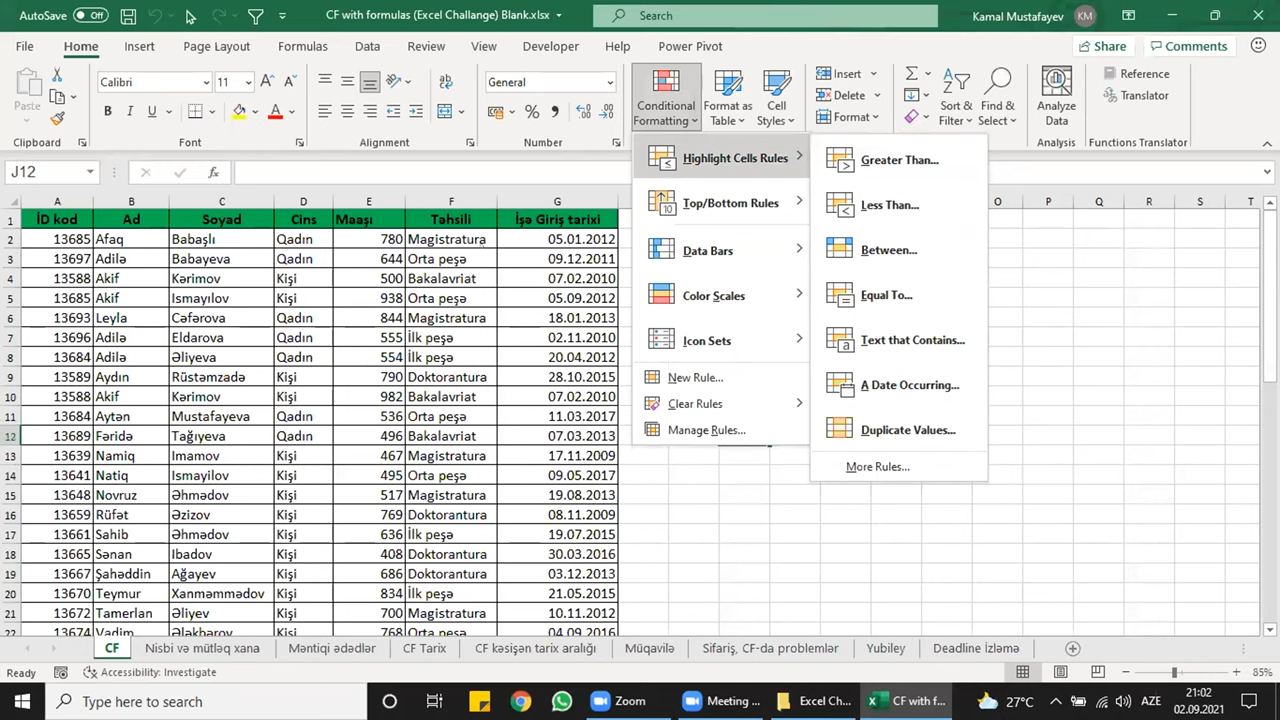 AutoSave Off CF with formulas (Excel Challange) Blank.xlsx Search Kamal Mustafayev KM
File Home Insert Page Layout Formulas Data Review View Developer Help Power Pivot Share Comments
Paste Calibri 11 General Conditional Formatting Format as Table Cell Styles Insert Delete Format Sort & Filter Find & Select Analyze Data Reference Translator
Clipboard Font Alignment Number Analysis Functions Translator
J12
Highlight Cells Rules
Top/Bottom Rules
Data Bars
Color Scales
Icon Sets
New Rule...
Clear Rules
Manage Rules...
Greater Than...
Less Than...
Between...
Equal To...
Text that Contains...
A Date Occurring...
Duplicate Values...
More Rules...
A B C D E F G O P Q R S T
1 İD kod Ad Soyad Cins Maaşı Təhsili İşə Giriş tarixi
2 13685 Afaq Babaşlı Qadın 780 Magistratura 05.01.2012
3 13697 Adilə Babayeva Qadın 644 Orta peşə 09.12.2011
4 13588 Akif Kərimov Kişi 500 Bakalavriat 07.02.2010
5 13685 Akif Ismayılov Kişi 938 Orta peşə 05.09.2012
6 13693 Leyla Cəfərova Qadın 844 Magistratura 18.01.2013
7 13696 Adilə Eldarova Qadın 555 İlk peşə 02.11.2010
8 13684 Adilə Əliyeva Qadın 554 İlk peşə 20.04.2012
9 13589 Aydın Rüstəmzadə Kişi 790 Doktorantura 28.10.2015
10 13588 Akif Kərimov Kişi 982 Bakalavriat 07.02.2010
11 13684 Aytən Mustafayeva Qadın 536 Orta peşə 11.03.2017
12 13689 Fəridə Tağıyeva Qadın 496 Bakalavriat 07.03.2013
13 13639 Namiq Imamov Kişi 467 Magistratura 17.11.2009
14 13641 Natiq Ismayilov Kişi 495 Orta peşə 09.05.2017
15 13648 Novruz Əhmədov Kişi 517 Magistratura 19.08.2013
16 13659 Rüfət Əzizov Kişi 769 Doktorantura 08.11.2009
17 13661 Sahib Əhmədov Kişi 636 İlk peşə 19.07.2015
18 13665 Sənan Ibadov Kişi 408 Doktorantura 30.03.2016
19 13667 Şahəddin Ağayev Kişi 686 Doktorantura 03.12.2013
20 13670 Teymur Xanməmmədov Kişi 834 İlk peşə 21.05.2015
21 13672 Tamerlan Əliyev Kişi 700 Magistratura 10.11.2012
22 13674 Vadim Ələkbərov Kişi 768 Orta peşə 04.09.2016
CF Nisbi və mütləq xana Məntiqi ədədlər CF Tarix CF kəsişən tarix aralığı Müqavilə Sifariş, CF-da problemlər Yubiley Deadline İzləmə
Ready Accessibility: Investigate 85%
Type here to search Zoom Meeting ... Excel Ch... CF with f... 27°C AZE 21:02
02.09.2021